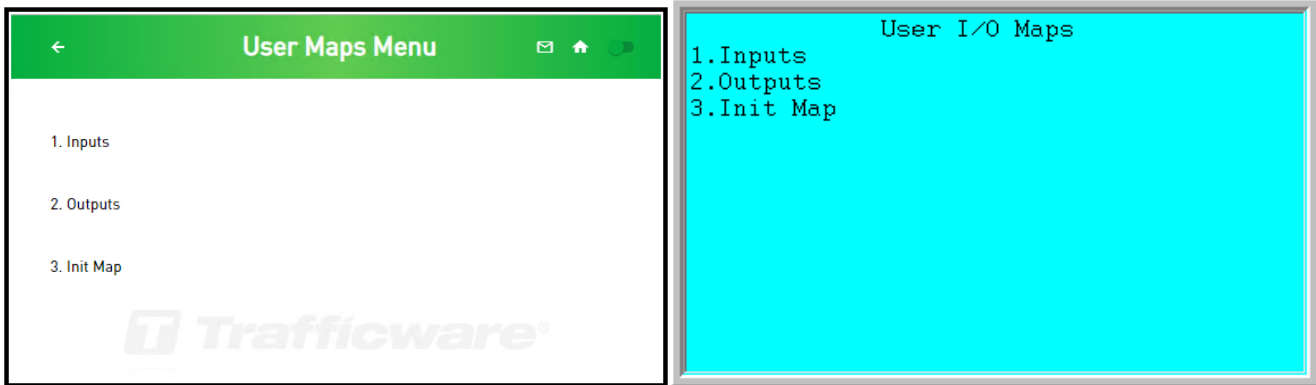 User Maps Menu
1. Inputs
2. Outputs
3. Init Map
Trafficware®
User I/O Maps
1.Inputs
2.Outputs
3.Init Map